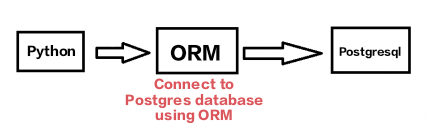 Python
ORM
Postgresql
Connect to
Postgres database
using ORM